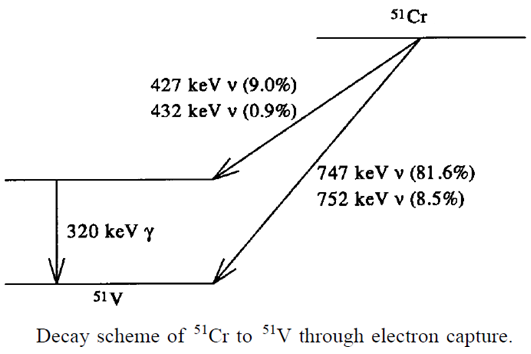 ⁵¹Cr
427 keV ν (9.0%)
432 keV ν (0.9%)
747 keV ν (81.6%)
752 keV ν (8.5%)
320 keV γ
⁵¹V
Decay scheme of ⁵¹Cr to ⁵¹V through electron capture.